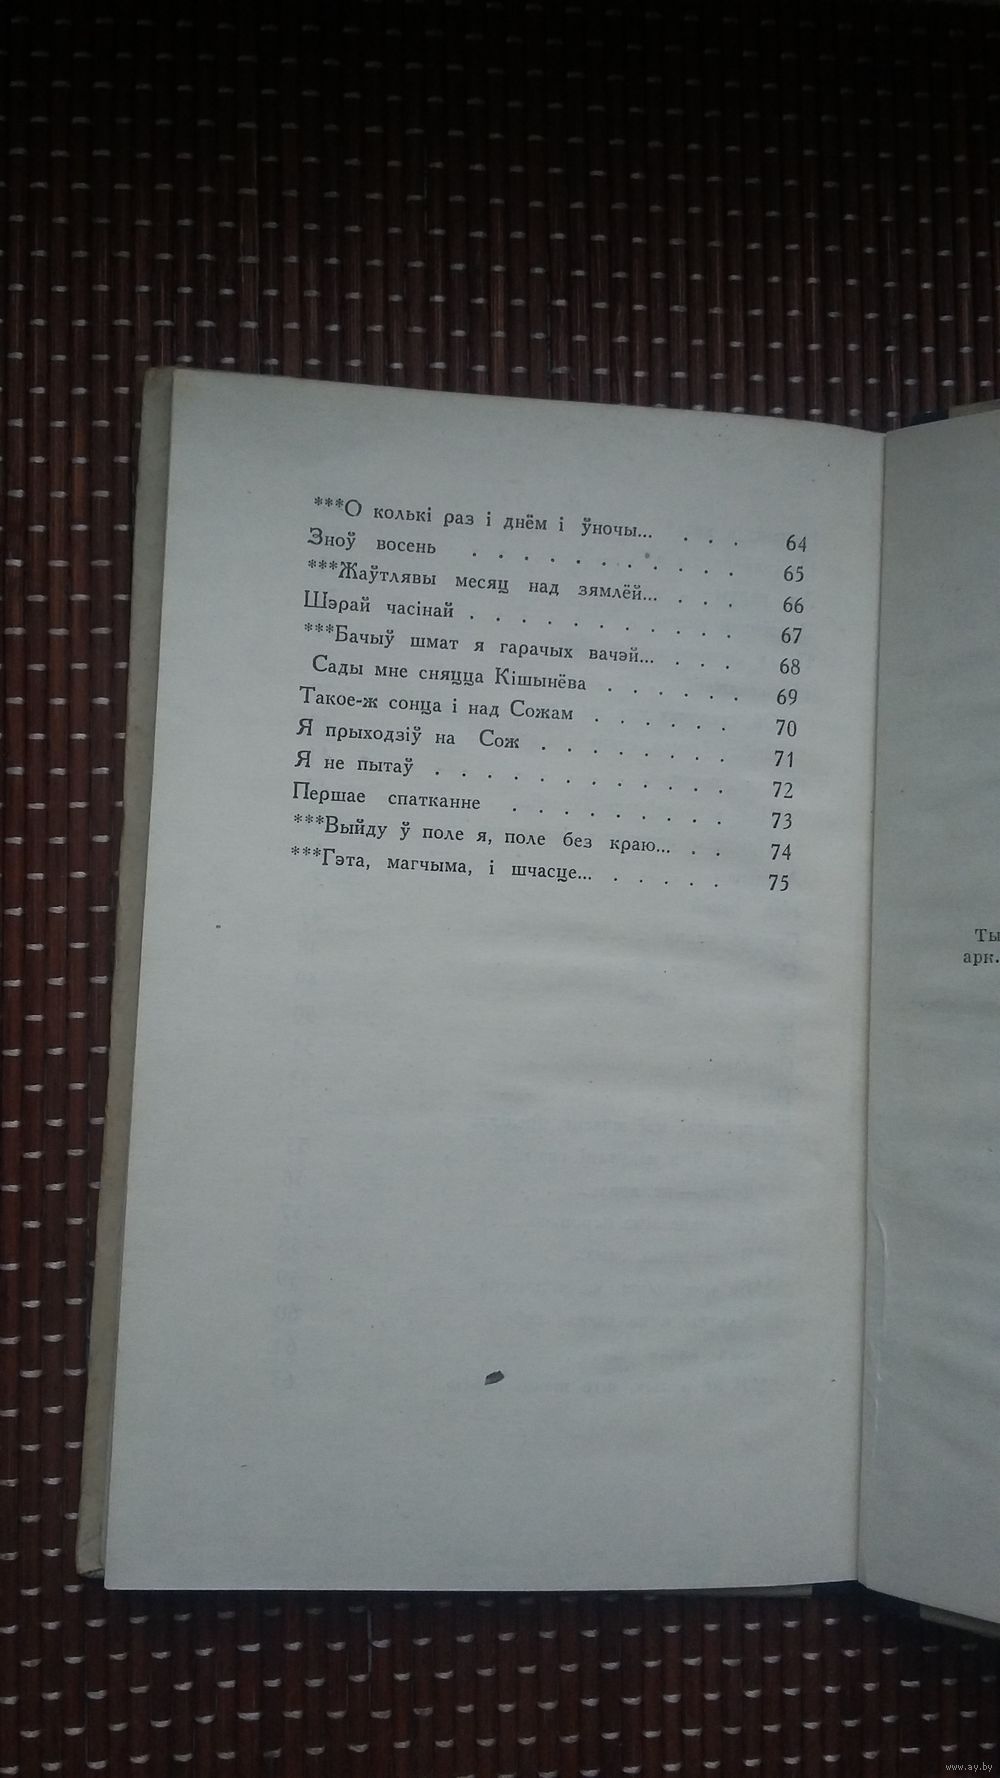 ***О колькі раз і днём і ўночы... . . . 64
Зноў восень . . . . . . . . . . . 65
***Жаўтлявы месяц над зямлёй... . . . 66
Шэрай часінай . . . . . . . . . . . 67
***Бачыў шмат я гарачых вачэй... . . . 68
Сады мне сняцца Кішынёва . . . . . . 69
Такое-ж сонца і над Сожам . . . . . . 70
Я прыходзіў на Сож . . . . . . . . 71
Я не пытаў . . . . . . . . . . . . 72
Першае спатканне . . . . . . . . . 73
***Выйду ў поле я, поле без краю... . . 74
***Гэта, магчыма, і шчасце... . . . . . 75
Ты
арк.
www.ay.by